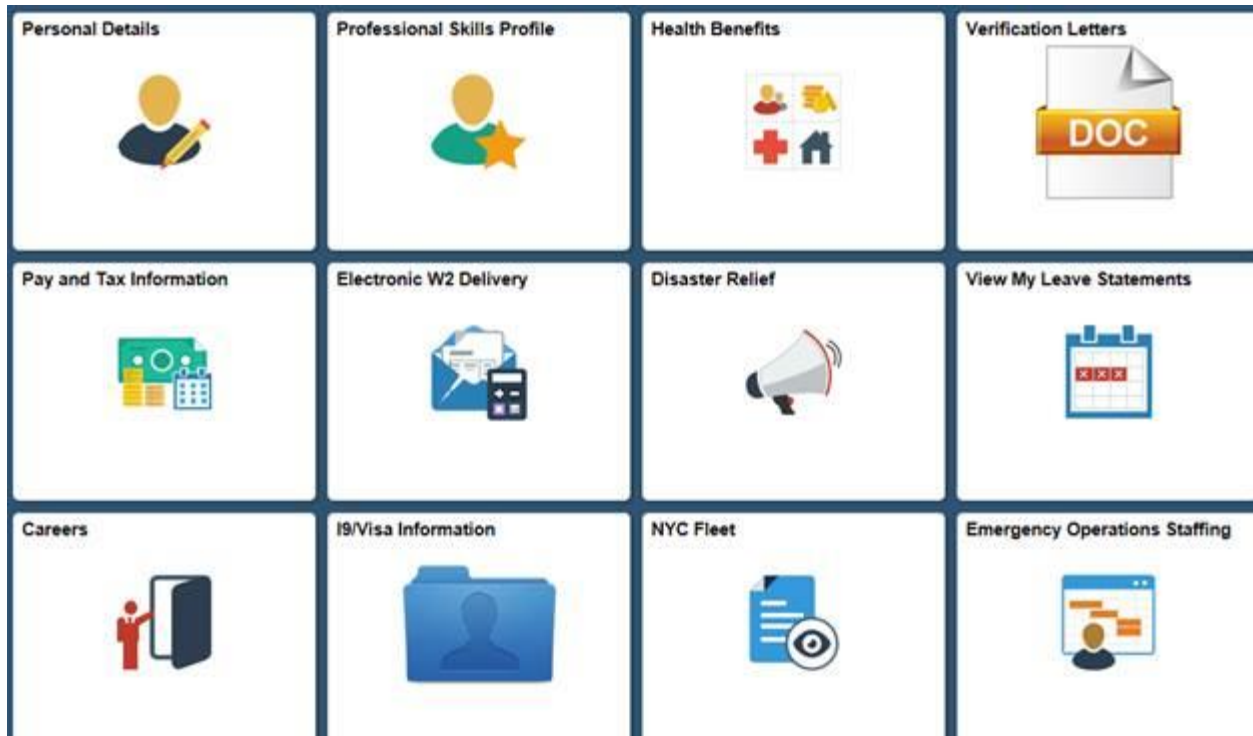 Personal Details
Professional Skills Profile
Health Benefits
Verification Letters
DOC
Pay and Tax Information
Electronic W2 Delivery
Disaster Relief
View My Leave Statements
Careers
I9/Visa Information
NYC Fleet
Emergency Operations Staffing